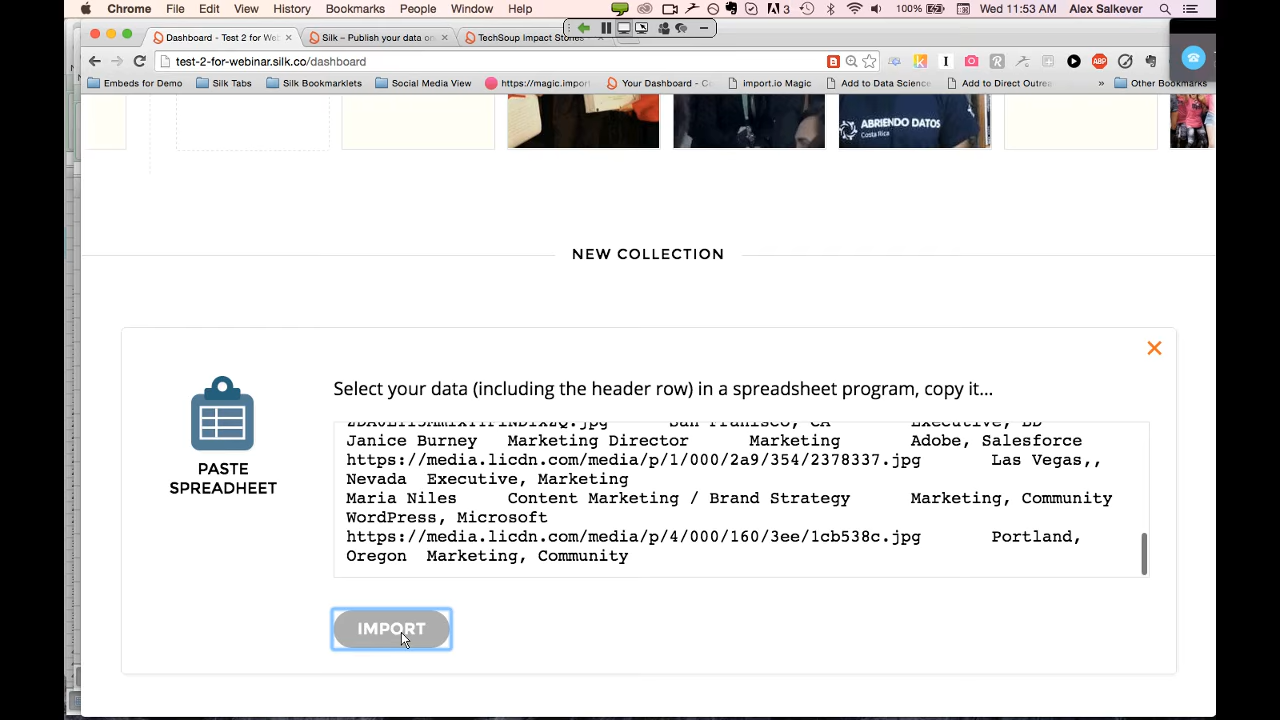 Chrome File Edit View History Bookmarks People Window Help 3 100% Wed 11:53 AM Alex Salkever
Dashboard - Test 2 for Web Silk – Publish your data on TechSoup Impact Stories
test-2-for-webinar.silk.co/dashboard
Embeds for Demo Silk Tabs Silk Bookmarklets Social Media View https://magic.import Your Dashboard - Co import.io Magic Add to Data Science Add to Direct Outrea » Other Bookmarks
ABRIENDO DATOS
Costa Rica
NEW COLLECTION
Select your data (including the header row) in a spreadsheet program, copy it...
PASTE
SPREADHEET
Janice Burney Marketing Director Marketing Adobe, Salesforce
https://media.licdn.com/media/p/1/000/2a9/354/2378337.jpg Las Vegas,,
Nevada Executive, Marketing
Maria Niles Content Marketing / Brand Strategy Marketing, Community
WordPress, Microsoft
https://media.licdn.com/media/p/4/000/160/3ee/1cb538c.jpg Portland,
Oregon Marketing, Community
IMPORT